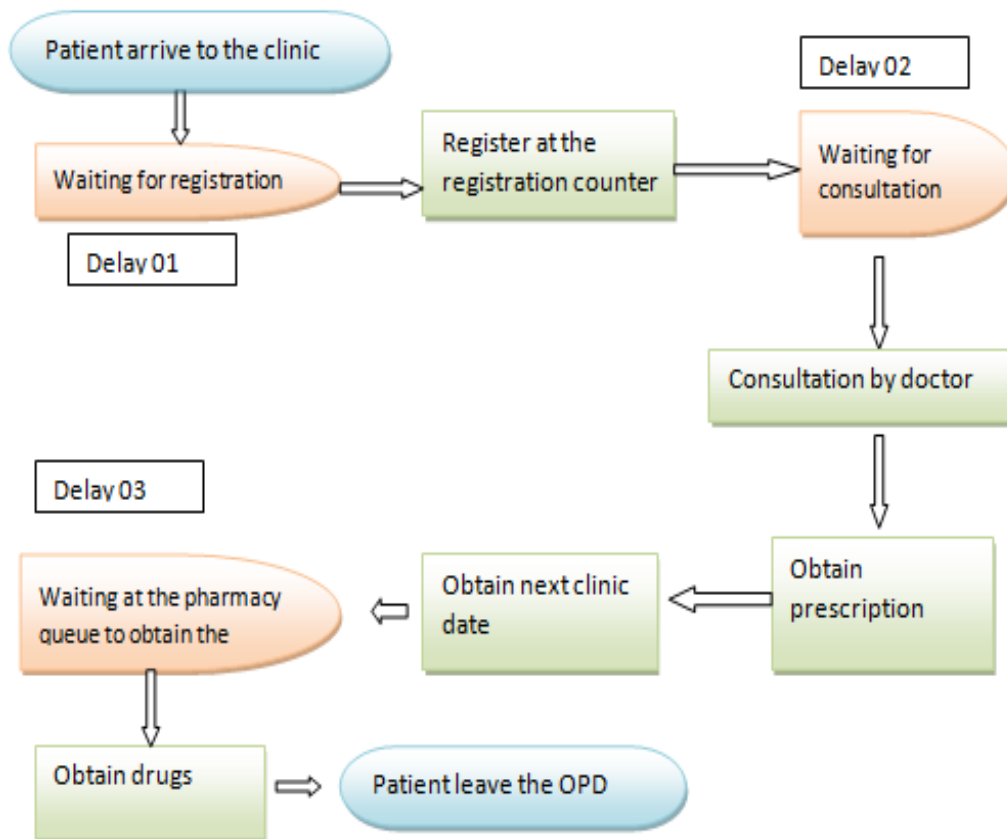 Patient arrive to the clinic
Delay 02
Waiting for registration
Register at the
registration counter
Waiting for
consultation
Delay 01
Consultation by doctor
Delay 03
Waiting at the pharmacy
queue to obtain the
Obtain next clinic
date
Obtain
prescription
Obtain drugs
Patient leave the OPD